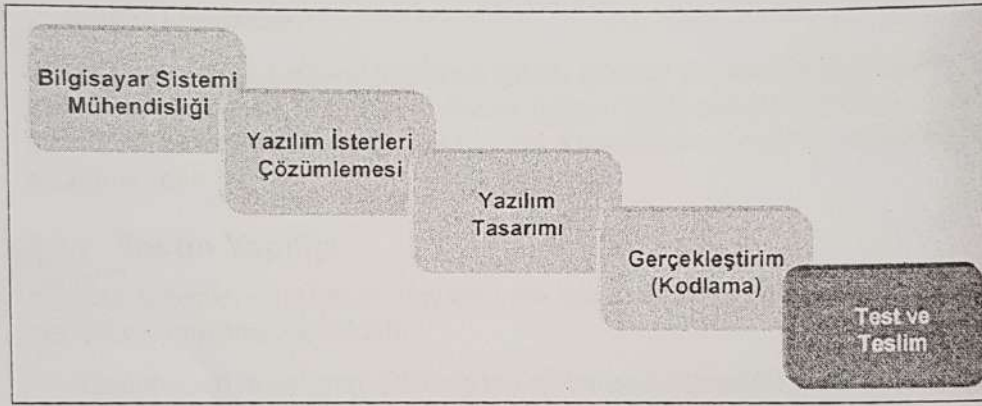 Bilgisayar Sistemi
Mühendisliği
Yazılım İsterleri
Çözümlemesi
Yazılım
Tasarımı
Gerçekleştirim
(Kodlama)
Test ve
Teslim